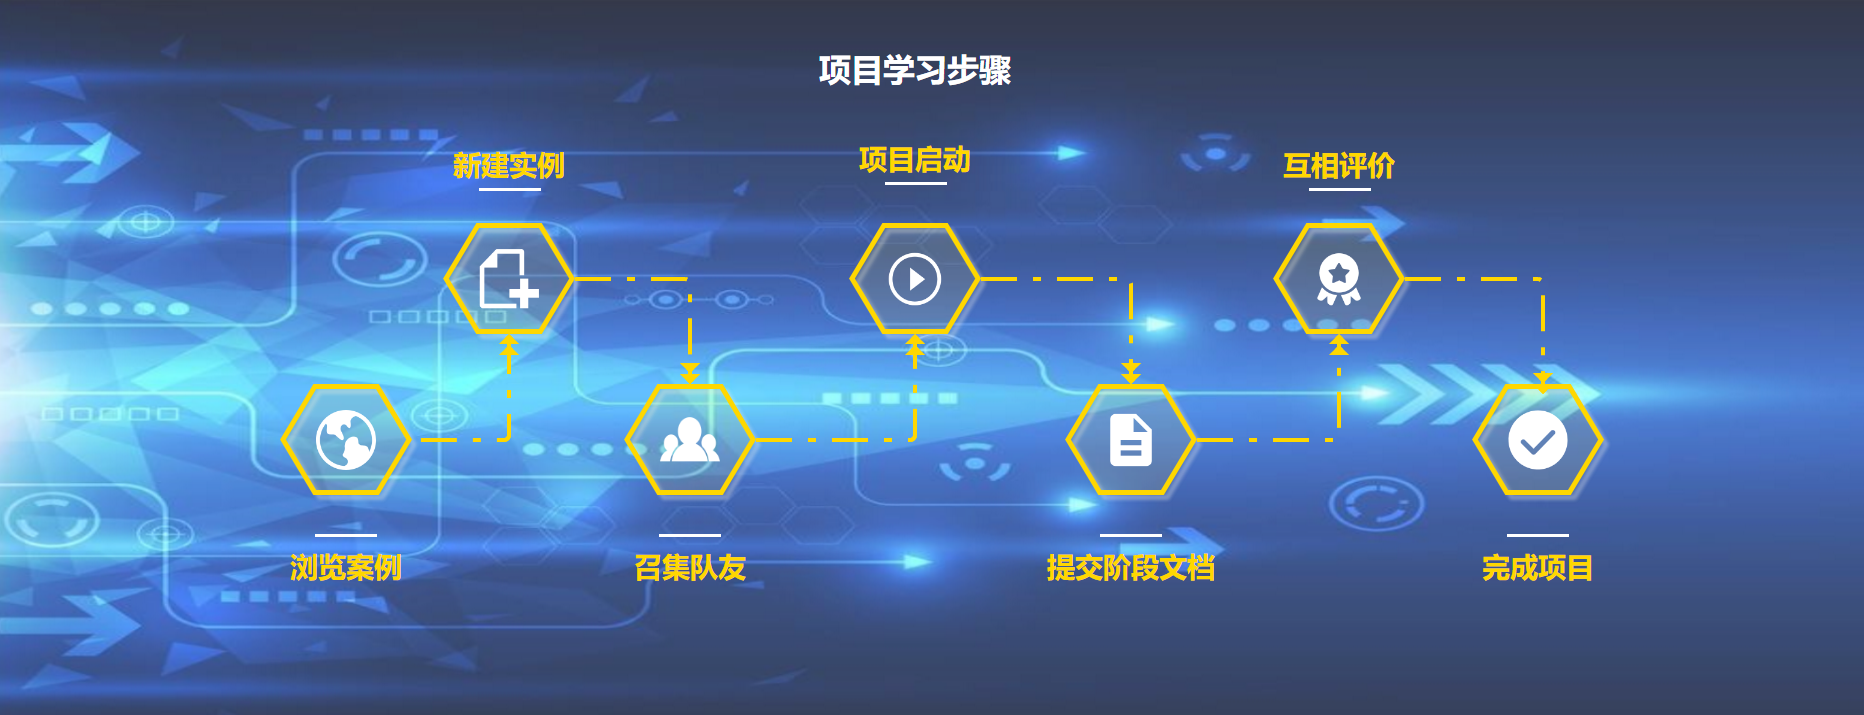 项目学习步骤
新建实例
项目启动
互相评价
浏览案例
召集队友
提交阶段文档
完成项目